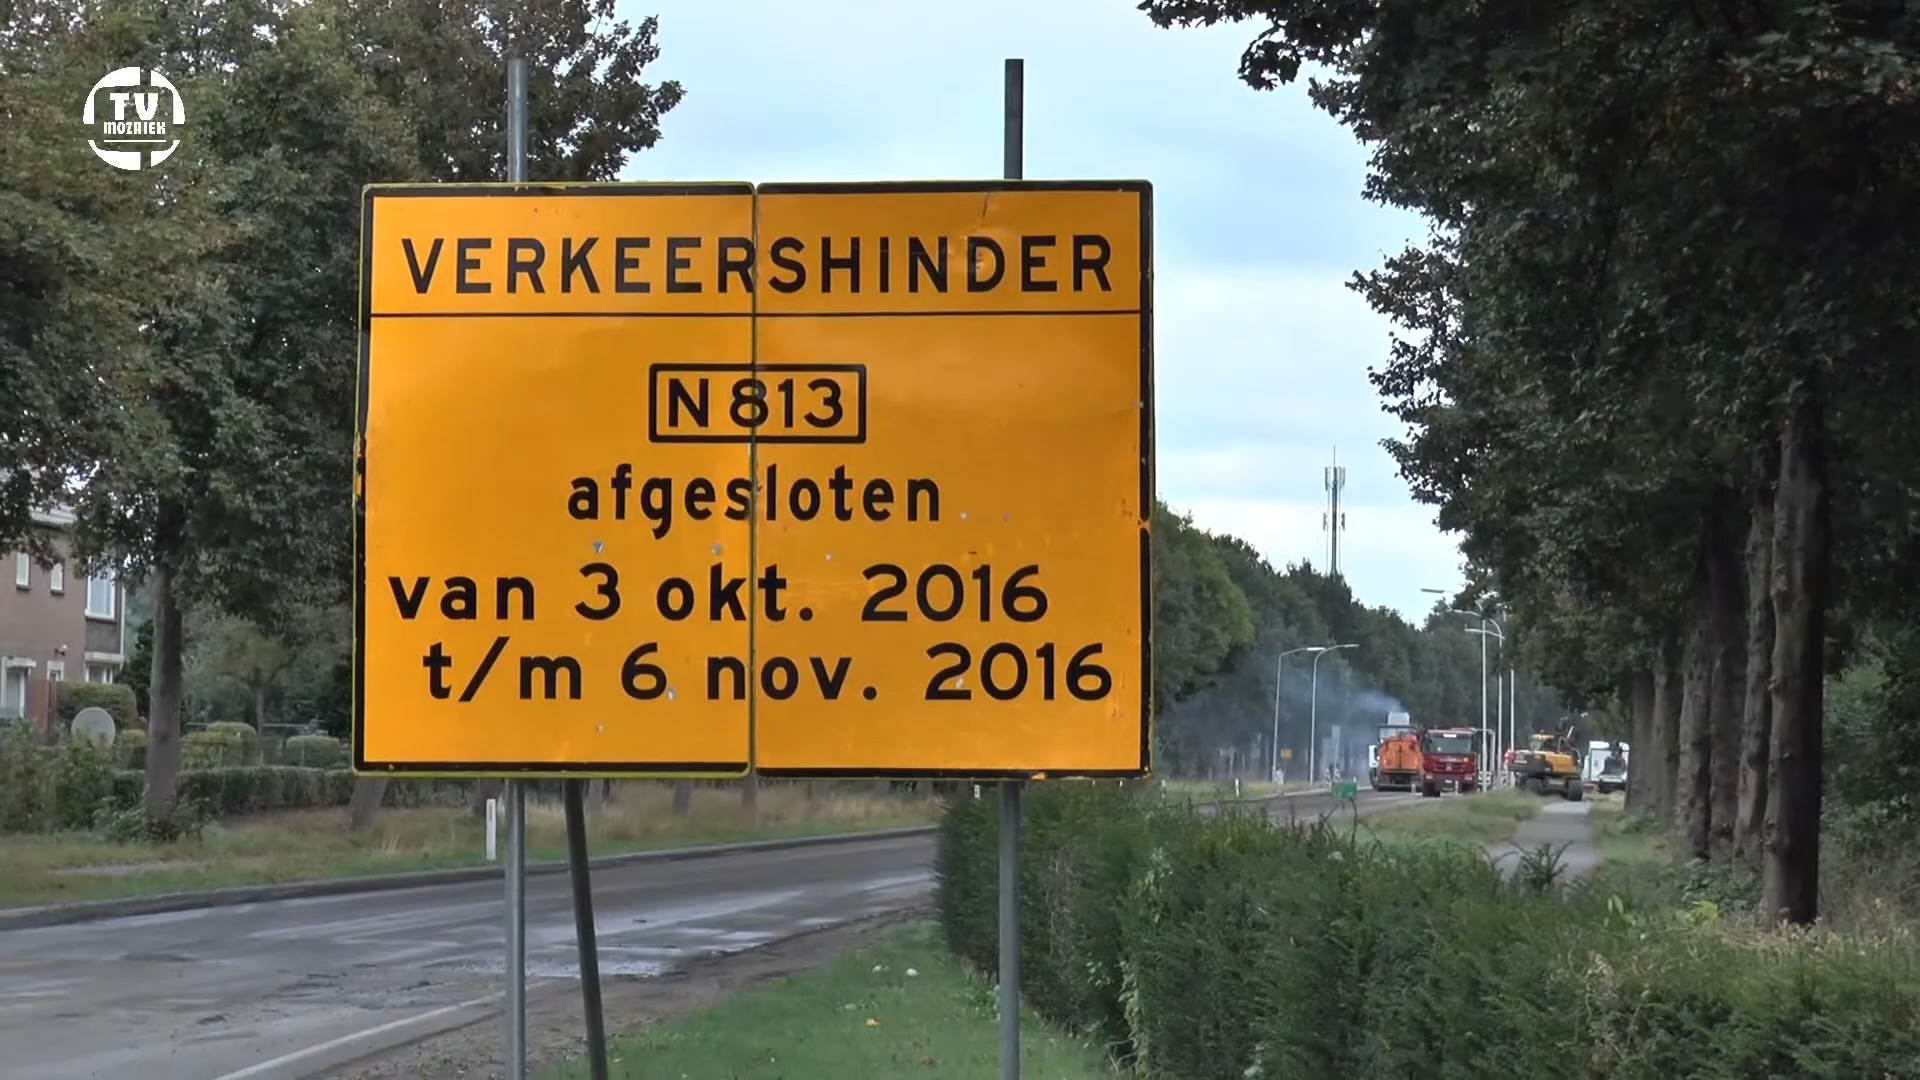 TV
MOZAIEK
VERKEERSHINDER
N 813
afgesloten
van 3 okt. 2016
t/m 6 nov. 2016